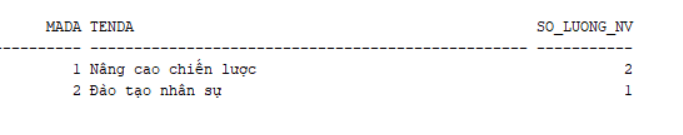 MADA TENDA SO_LUONG_NV
---------- -------------------------------------------------- -----------
1 Nâng cao chiến lược 2
2 Đào tạo nhân sự 1